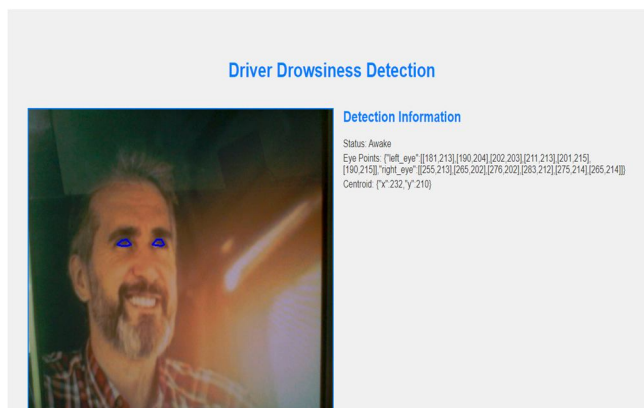 Driver Drowsiness Detection
Detection Information
Status: Awake
Eye Points: {"left_eye":[[181,213],[190,204],[202,203],[211,213],[201,215],
[190,215]],"right_eye":[[255,213],[265,202],[276,202],[283,212],[275,214],[265,214]]}
Centroid: {"x":232,"y":210}